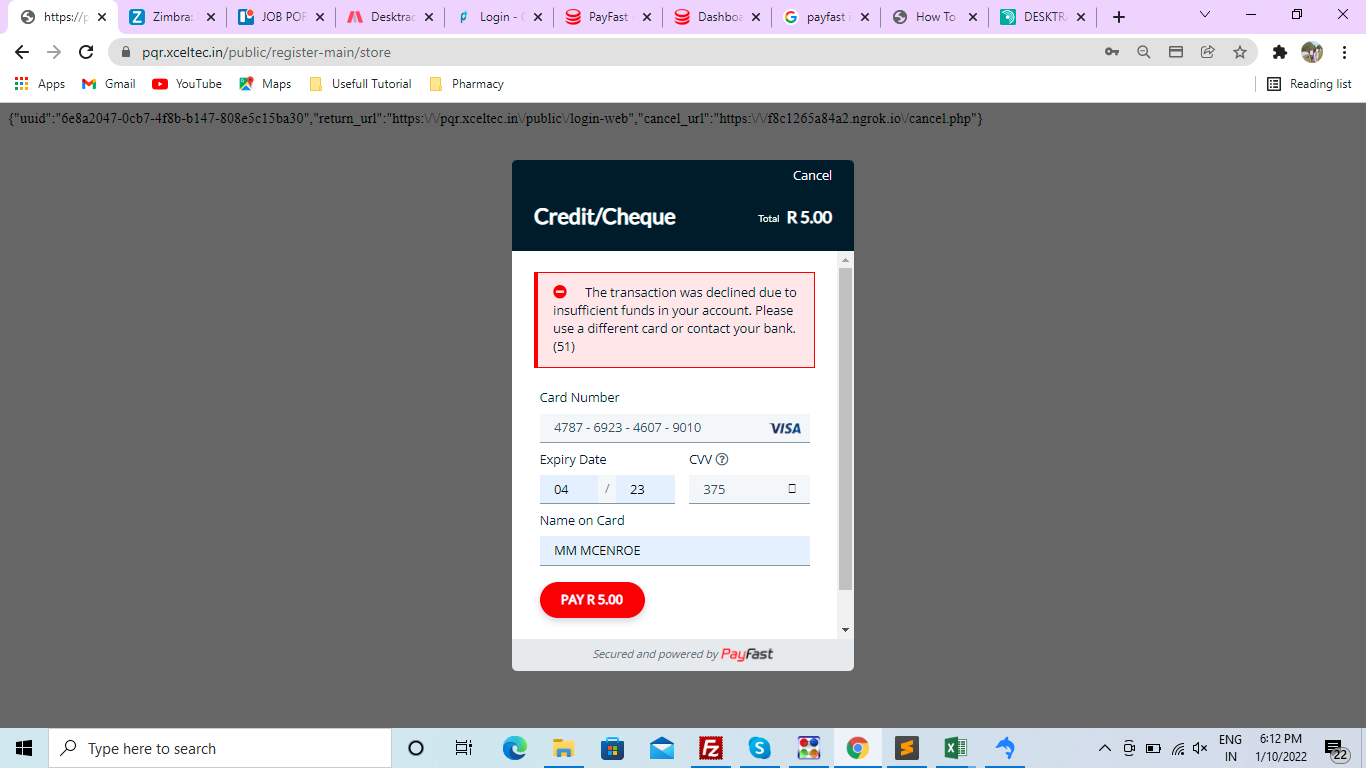 https://p
Zimbra:
JOB POR
Desktrac
Login - C
PayFast -
Dashboa
payfast i
How To
DESKTRA
pqr.xceltec.in/public/register-main/store
Apps
Gmail
YouTube
Maps
Usefull Tutorial
Pharmacy
Reading list
{"uuid":"6e8a2047-0cb7-4f8b-b147-808e5c15ba30","return_url":"https:\/\/pqr.xceltec.in\/public\/login-web","cancel_url":"https:\/\/f8c1265a84a2.ngrok.io\/cancel.php"}
Cancel
Credit/Cheque
Total R 5.00
The transaction was declined due to
insufficient funds in your account. Please
use a different card or contact your bank.
(51)
Card Number
4787 - 6923 - 4607 - 9010 VISA
Expiry Date
CVV
04 / 23
375
Name on Card
MM MCENROE
PAY R 5.00
Secured and powered by PayFast
Type here to search
ENG
IN
6:12 PM
1/10/2022
22